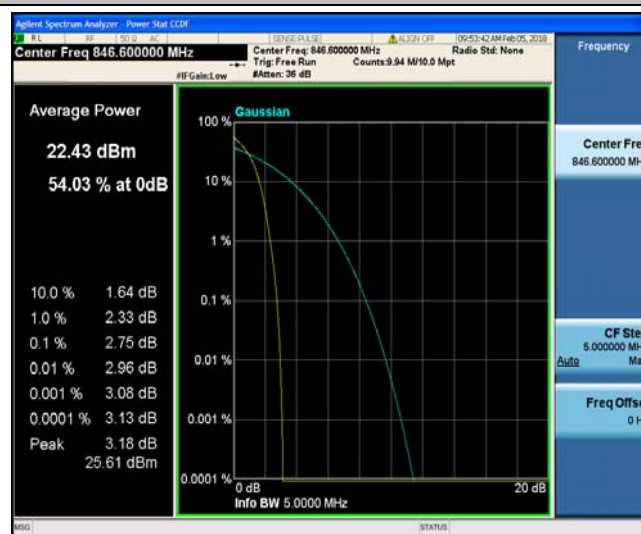 Agilent Spectrum Analyzer - Power Stat CCDF
RL RF 50 Ω AC SENSE:PULSE ALIGN OFF 09:53:42 AM Feb 05, 2018
Center Freq 846.600000 MHz
Center Freq: 846.600000 MHz Radio Std: None
Trig: Free Run Counts:9.94 M/10.0 Mpt
#IFGain:Low #Atten: 36 dB
Frequency
Average Power
22.43 dBm
54.03 % at 0dB
10.0 % 1.64 dB
1.0 % 2.33 dB
0.1 % 2.75 dB
0.01 % 2.96 dB
0.001 % 3.08 dB
0.0001 % 3.13 dB
Peak 3.18 dB
25.61 dBm
Gaussian
100 %
10 %
1 %
0.1 %
0.01 %
0.001 %
0.0001 %
0 dB 20 dB
Info BW 5.0000 MHz
Center Fre
846.600000 MH
CF Ste
5.000000 MH
Auto Ma
Freq Offse
0 H
MSG STATUS